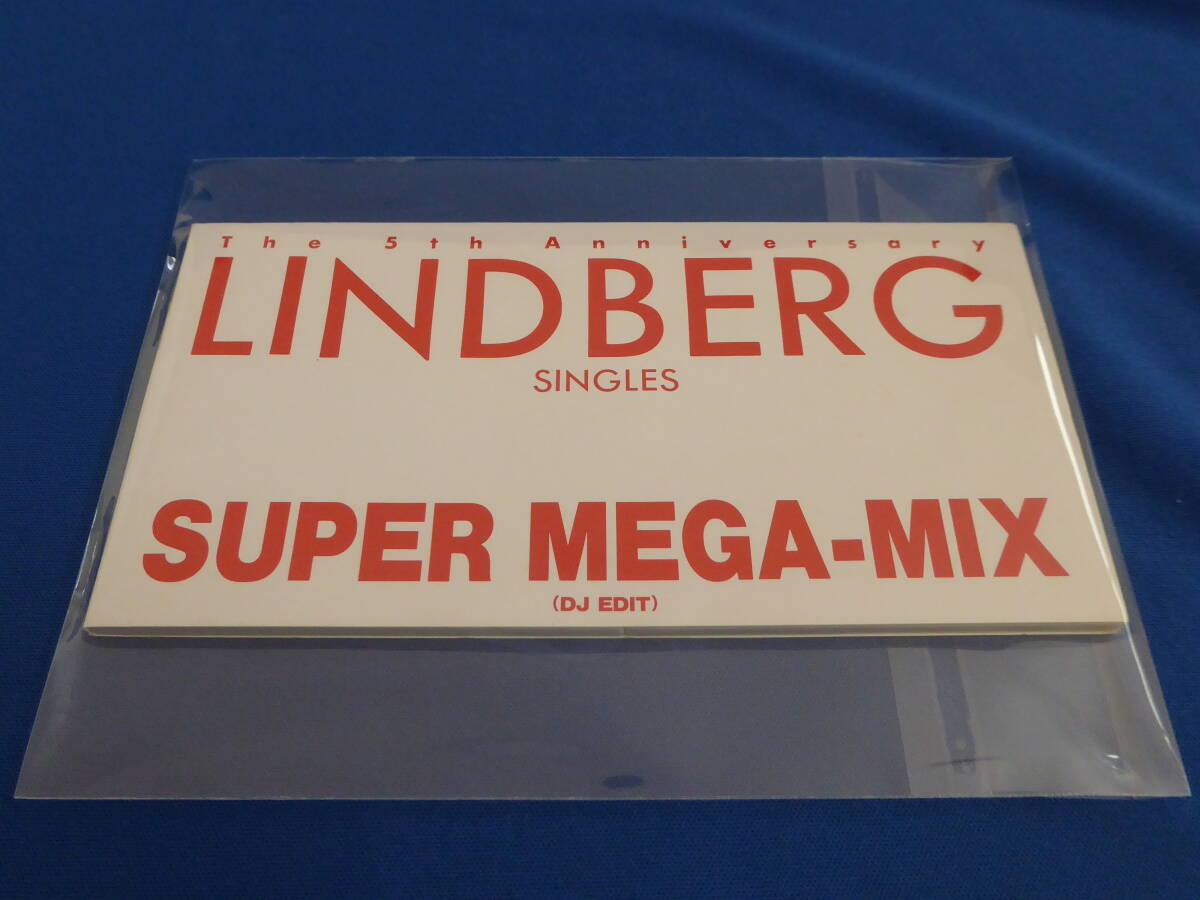 The 5th Anniversary
LINDBERG
SINGLES
SUPER MEGA-MIX
(DJ EDIT)